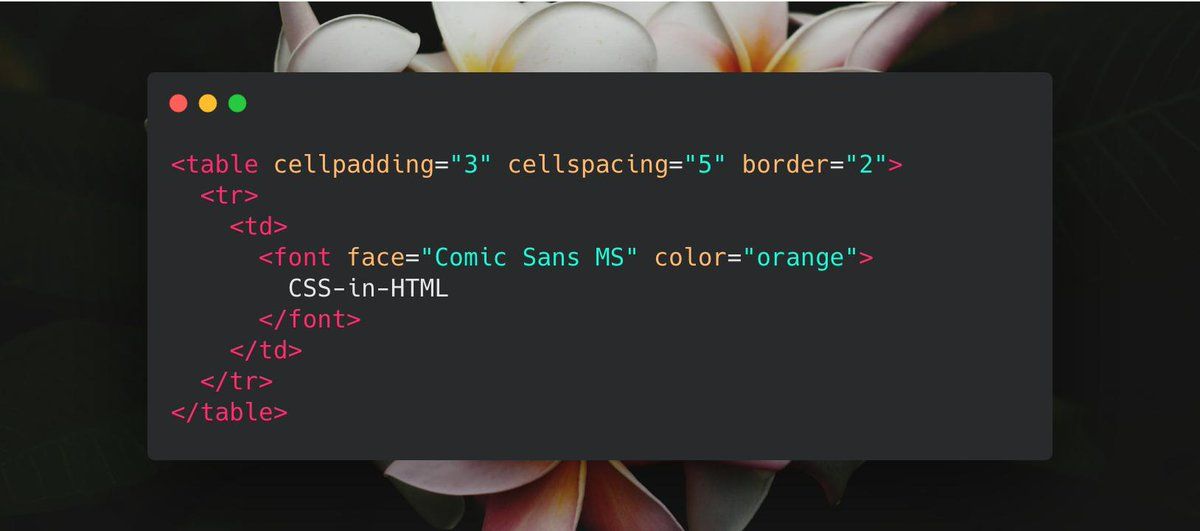 <table cellpadding="3" cellspacing="5" border="2">
  <tr>
    <td>
      <font face="Comic Sans MS" color="orange">
        CSS-in-HTML
      </font>
    </td>
  </tr>
</table>